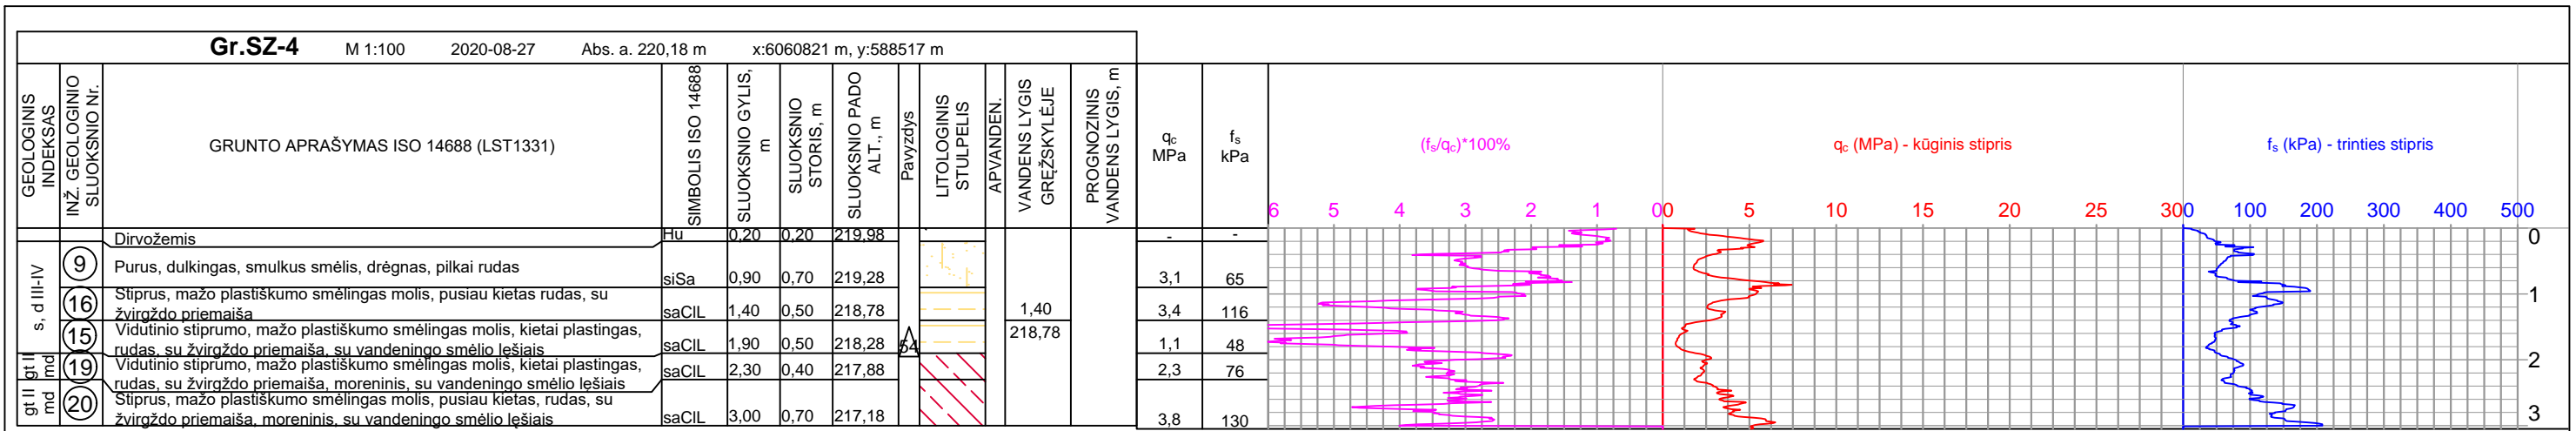 Gr.SZ-4 M 1:100 2020-08-27 Abs. a. 220,18 m x:6060821 m, y:588517 m
GEOLOGINIS
INDEKSAS
INŽ. GEOLOGINIO
SLUOKSNIO Nr.
GRUNTO APRAŠYMAS ISO 14688 (LST1331)
SIMBOLIS ISO 14688
SLUOKSNIO GYLIS,
m
SLUOKSNIO
STORIS, m
SLUOKSNIO PADO
ALT., m
Pavyzdys
LITOLOGINIS
STULPELIS
APVANDEN.
VANDENS LYGIS
GRĘŽSKYLĖJE
PROGNOZINIS
VANDENS LYGIS, m
qc
MPa
fs
kPa
(fs/qc)*100%
qc (MPa) - kūginis stipris
fs (kPa) - trinties stipris
6 5 4 3 2 1 0
0 5 10 15 20 25 30
0 100 200 300 400 500
Dirvožemis Hu 0,20 0,20 219,98 - -
s, d III-IV
9 Purus, dulkingas, smulkus smėlis, drėgnas, pilkai rudas siSa 0,90 0,70 219,28 3,1 65
16 Stiprus, mažo plastiškumo smėlingas molis, pusiau kietas rudas, su
žvirgždo priemaiša saClL 1,40 0,50 218,78 1,40 3,4 116
15 Vidutinio stiprumo, mažo plastiškumo smėlingas molis, kietai plastingas,
rudas, su žvirgždo priemaiša, su vandeningo smėlio lęšiais saClL 1,90 0,50 218,28 54 218,78 1,1 48
gt II
md
19 Vidutinio stiprumo, mažo plastiškumo smėlingas molis, kietai plastingas,
rudas, su žvirgždo priemaiša, moreninis, su vandeningo smėlio lęšiais saClL 2,30 0,40 217,88 2,3 76
gt II
md
20 Stiprus, mažo plastiškumo smėlingas molis, pusiau kietas, rudas, su
žvirgždo priemaiša, moreninis, su vandeningo smėlio lęšiais saClL 3,00 0,70 217,18 3,8 130
0
1
2
3